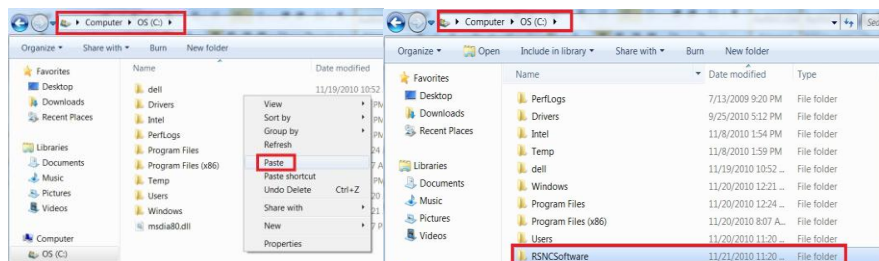 Computer ▸ OS (C:) ▸
Organize Share with Burn New folder
Favorites
Desktop
Downloads
Recent Places
Libraries
Documents
Music
Pictures
Videos
Computer
OS (C:)
Name Date modified
dell 11/19/2010 10:52
Drivers
Intel
PerfLogs
Program Files
Program Files (x86)
Temp
Users
Windows
msdia80.dll
View
Sort by
Group by
Refresh
Paste
Paste shortcut
Undo Delete Ctrl+Z
Share with
New
Properties
Computer ▸ OS (C:) ▸
Organize Open Include in library Share with Burn New folder
Favorites
Desktop
Downloads
Recent Places
Libraries
Documents
Music
Pictures
Videos
Name Date modified Type
PerfLogs 7/13/2009 9:20 PM File folder
Drivers 9/25/2010 5:12 PM File folder
Intel 11/8/2010 1:54 PM File folder
Temp 11/8/2010 1:59 PM File folder
dell 11/19/2010 10:52 ... File folder
Windows 11/20/2010 12:21 ... File folder
Program Files 11/20/2010 12:24 ... File folder
Program Files (x86) 11/20/2010 8:07 A... File folder
Users 11/20/2010 11:20 ... File folder
RSNCSoftware 11/21/2010 11:20 ... File folder